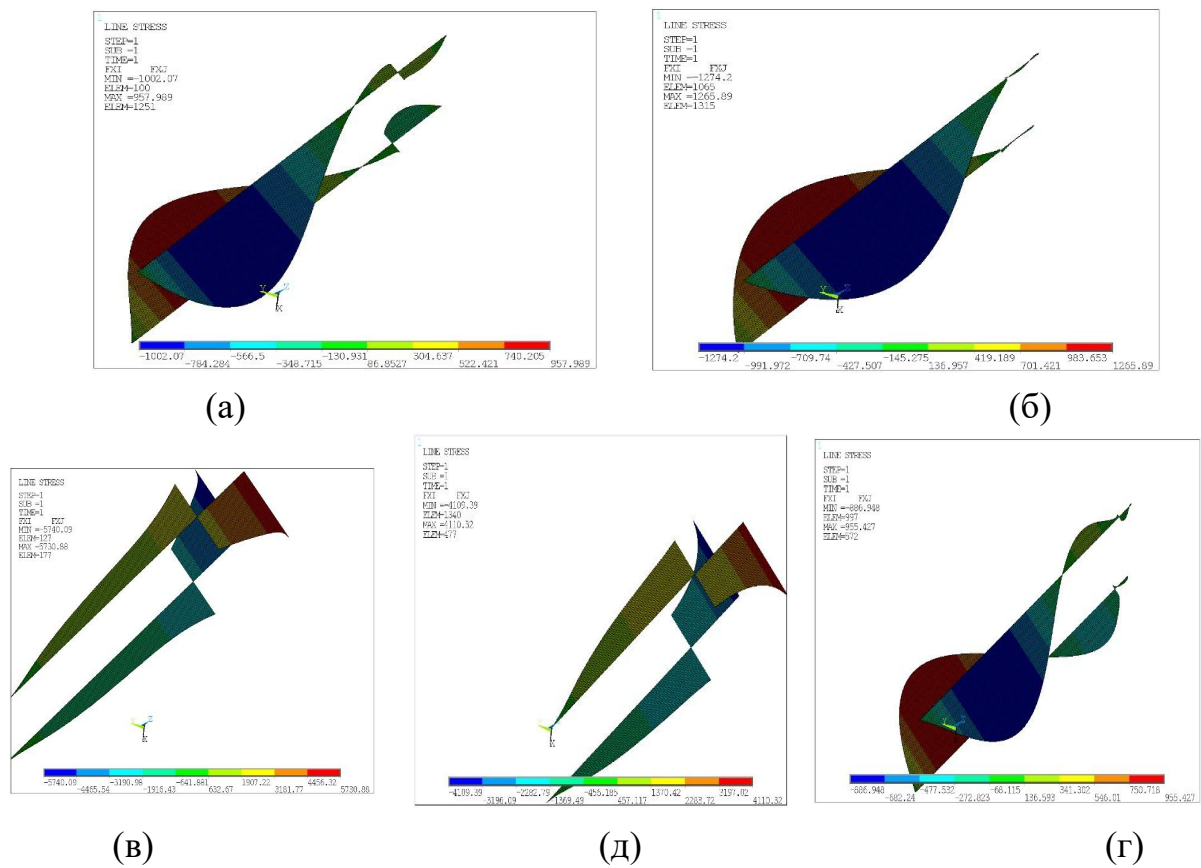 1
LINE STRESS
STEP=1
SUB =1
TIME=1
FXI FXJ
MIN =-1002.07
ELEM=100
MAX =957.989
ELEM=1251
Y Z
X
-1002.07 -566.5 -130.931 304.637 740.205
-784.284 -348.715 86.8527 522.421 957.989
(а)
1
LINE STRESS
STEP=1
SUB =1
TIME=1
FXI FXJ
MIN =-1274.2
ELEM=1065
MAX =1265.89
ELEM=1315
Y Z
X
-1274.2 -709.74 -145.275 419.189 983.653
-991.972 -427.507 136.957 701.421 1265.89
(б)
LINE STRESS
STEP=1
SUB =1
TIME=1
FXI FXJ
MIN =-5740.09
ELEM=127
MAX =5730.88
ELEM=177
Z
X
-5740.09 -3190.98 -641.881 1907.22 4456.32
-4465.54 -1916.43 632.67 3181.77 5730.88
(в)
1
LINE STRESS
STEP=1
SUB =1
TIME=1
FXI FXJ
MIN =-4109.39
ELEM=1340
MAX =4110.32
ELEM=477
Z
X
-4109.39 -2282.79 -455.185 1370.42 3197.02
-3196.09 -1369.49 457.117 2283.72 4110.32
(д)
1
LINE STRESS
STEP=1
SUB =1
TIME=1
FXI FXJ
MIN =-886.948
ELEM=997
MAX =955.427
ELEM=572
X
-886.948 -477.532 -68.115 341.302 750.718
-682.24 -272.823 136.593 546.01 955.427
(г)